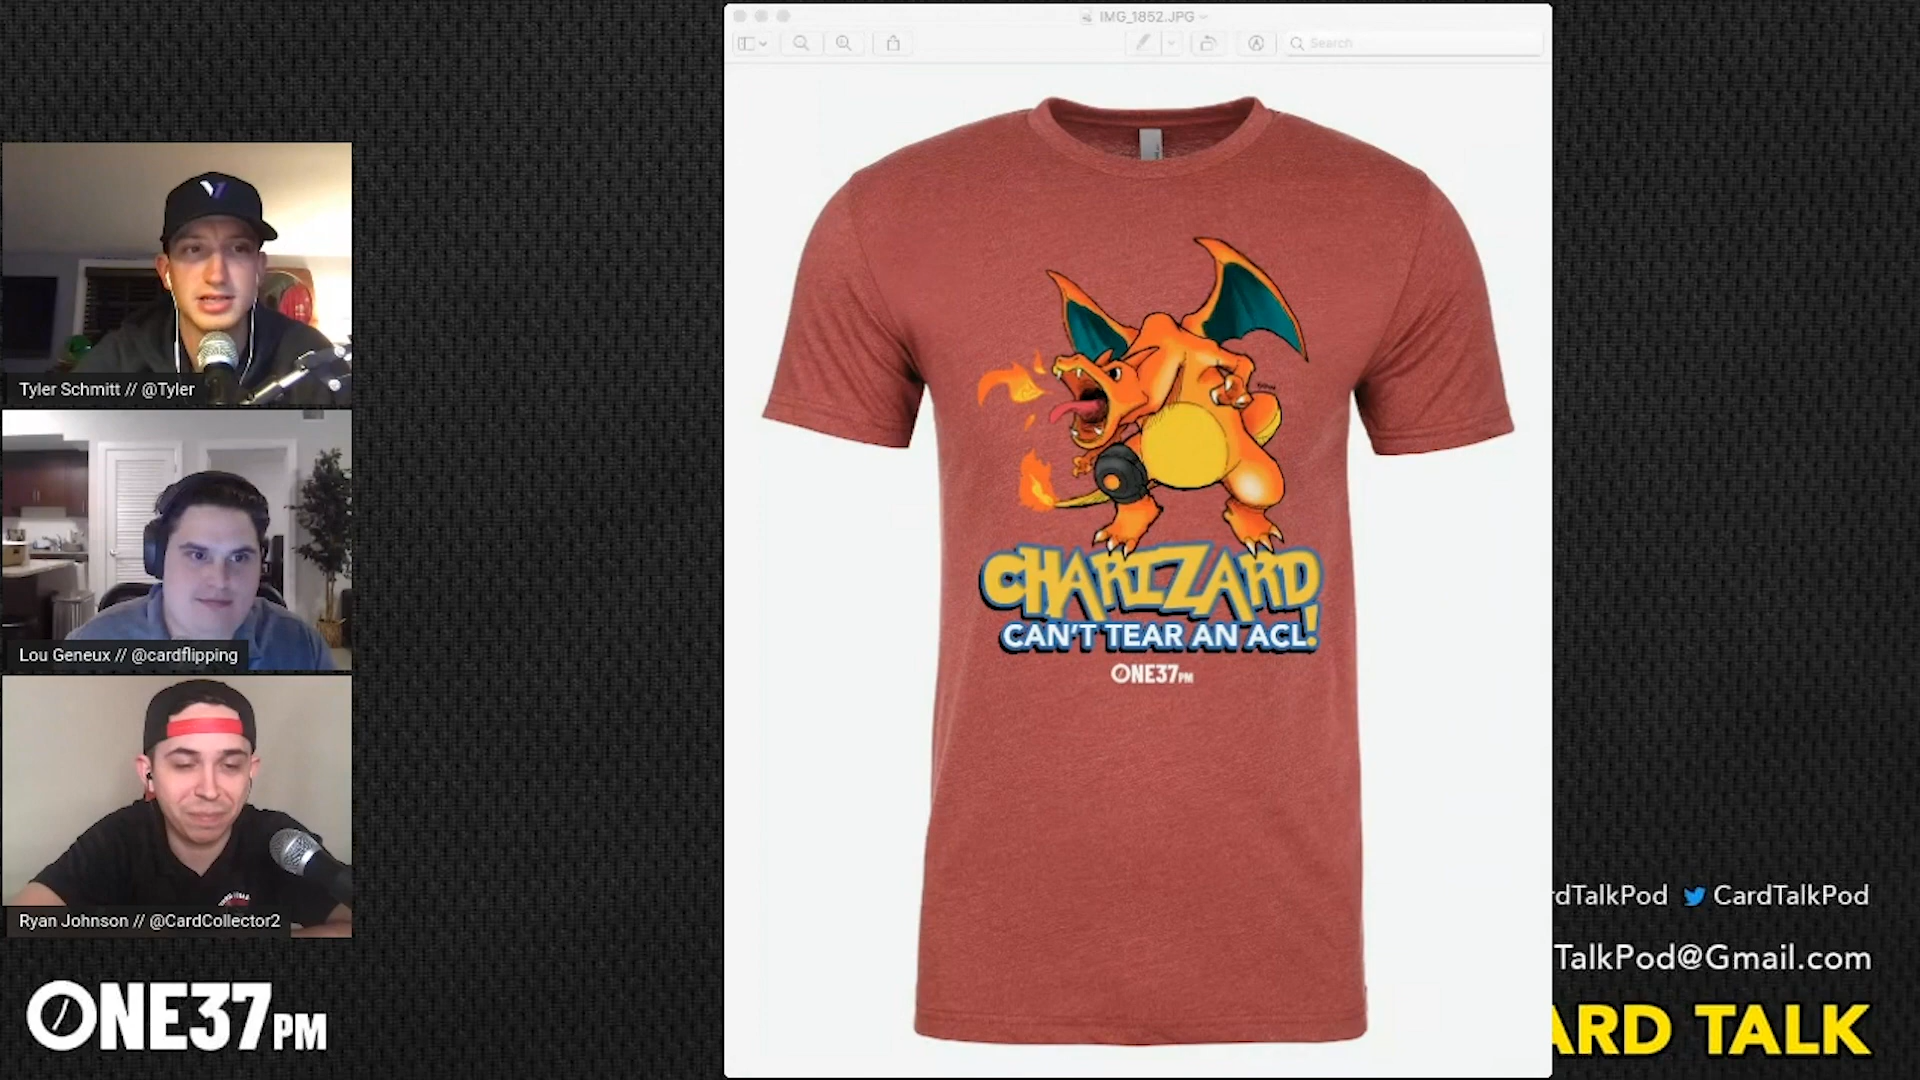 IMG_1852.JPG
Search
Tyler Schmitt // @Tyler
Lou Geneux // @cardflipping
Ryan Johnson // @CardCollector2
ONE37PM
CHARIZARD
CAN'T TEAR AN ACL!
ONE37PM
rdTalkPod CardTalkPod
TalkPod@Gmail.com
ARD TALK